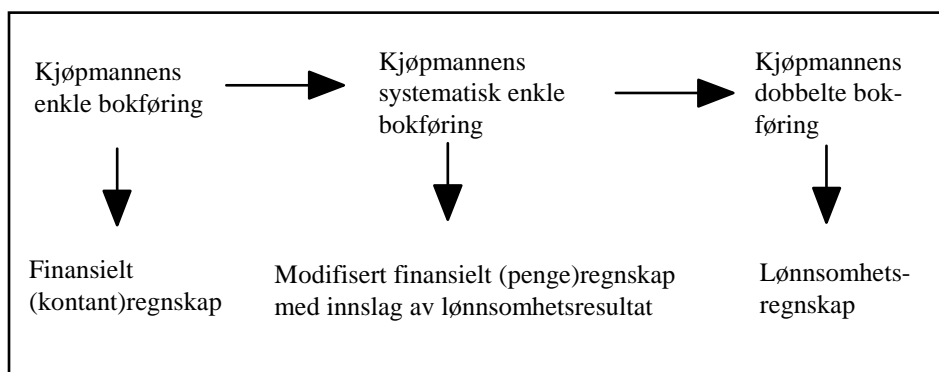 Kjøpmannens
enkle bokføring
Kjøpmannens
systematisk enkle
bokføring
Kjøpmannens
dobbelte bok-
føring
Finansielt
(kontant)regnskap
Modifisert finansielt (penge)regnskap
med innslag av lønnsomhetsresultat
Lønnsomhets-
regnskap